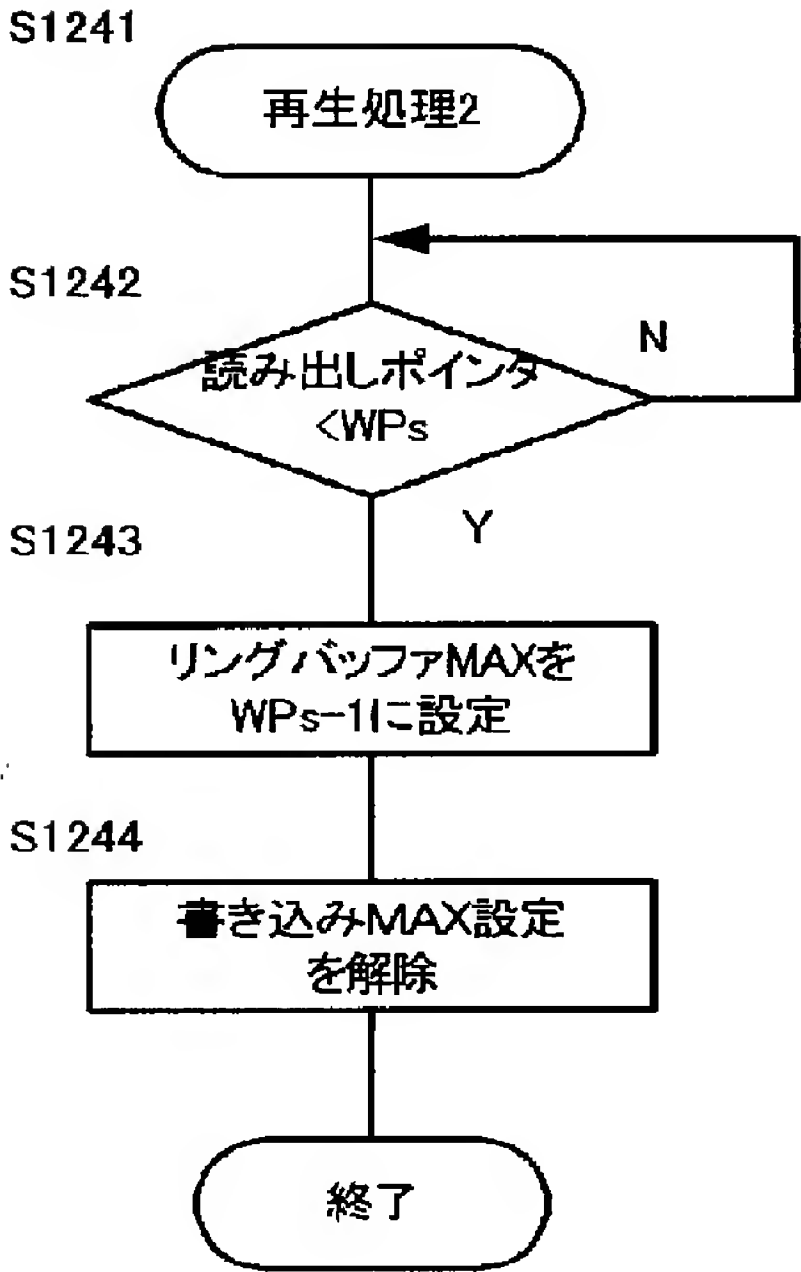 S1241
再生処理2
S1242
読み出しポインタ
<WPs
N
Y
S1243
リングバッファMAXを
WPs-1に設定
S1244
書き込みMAX設定
を解除
終了